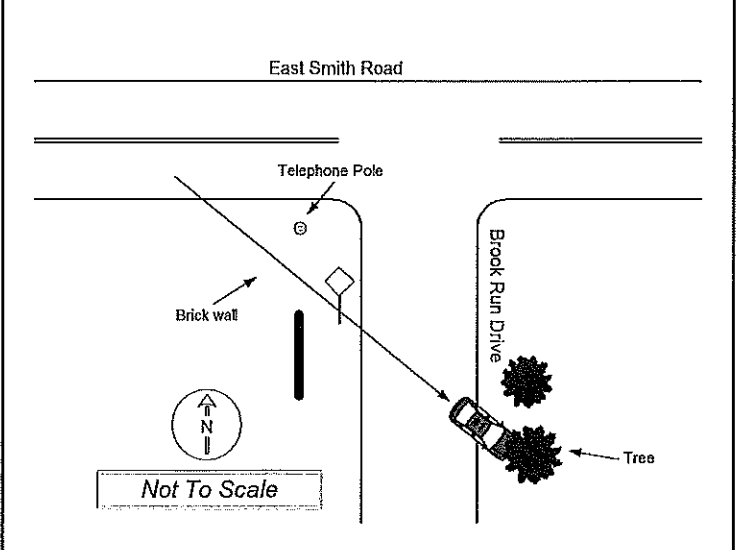 East Smith Road
Telephone Pole
Brook Run Drive
Brick wall
N
Tree
Not To Scale